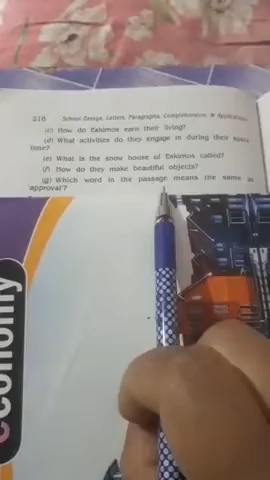 318 School Essays, Letters, Paragraphs, Comprehension, & Applications
(c) How do Eskimos earn their living?
(d) What activities do they engage in during their spare
time?
(e) What is the snow house of Eskimos called?
(f) How do they make beautiful objects?
(g) Which word in the passage means the same as
'approval'?
economy